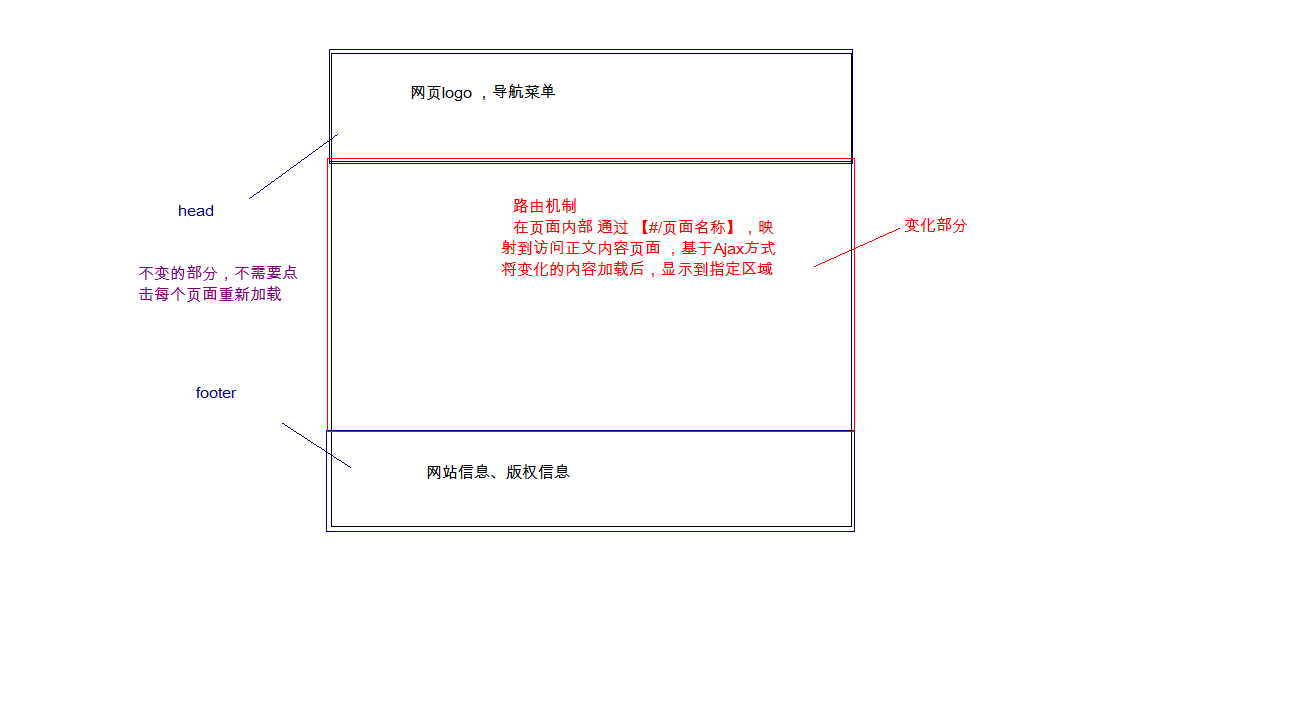 网页logo ，导航菜单
head
路由机制
在页面内部 通过 【#/页面名称】，映
射到访问正文内容页面 ，基于Ajax方式
将变化的内容加载后，显示到指定区域
变化部分
不变的部分，不需要点
击每个页面重新加载
footer
网站信息、版权信息